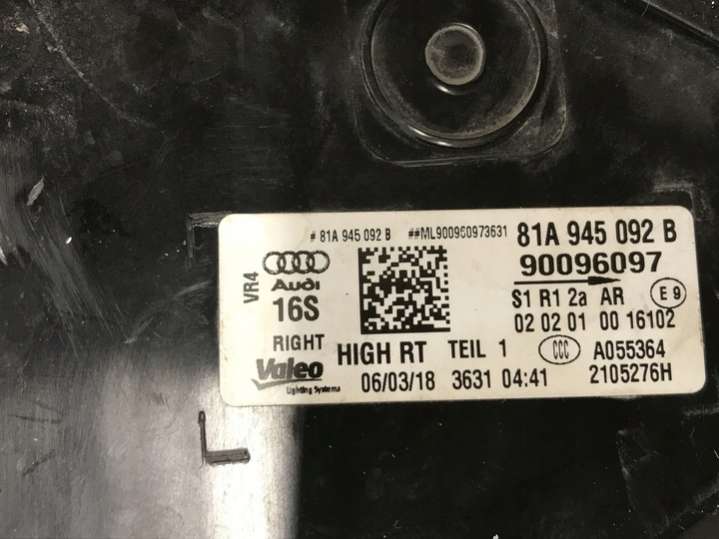 # 81A 945 092 B ##ML900960973631 81A 945 092 B
90096097
VR4 Audi
16S
S1 R1 2a AR E 9
02 02 01 00 16102
RIGHT HIGH RT TEIL 1 CCC A055364
Valeo
Lighting Systems
06/03/18 3631 04:41 2105276H